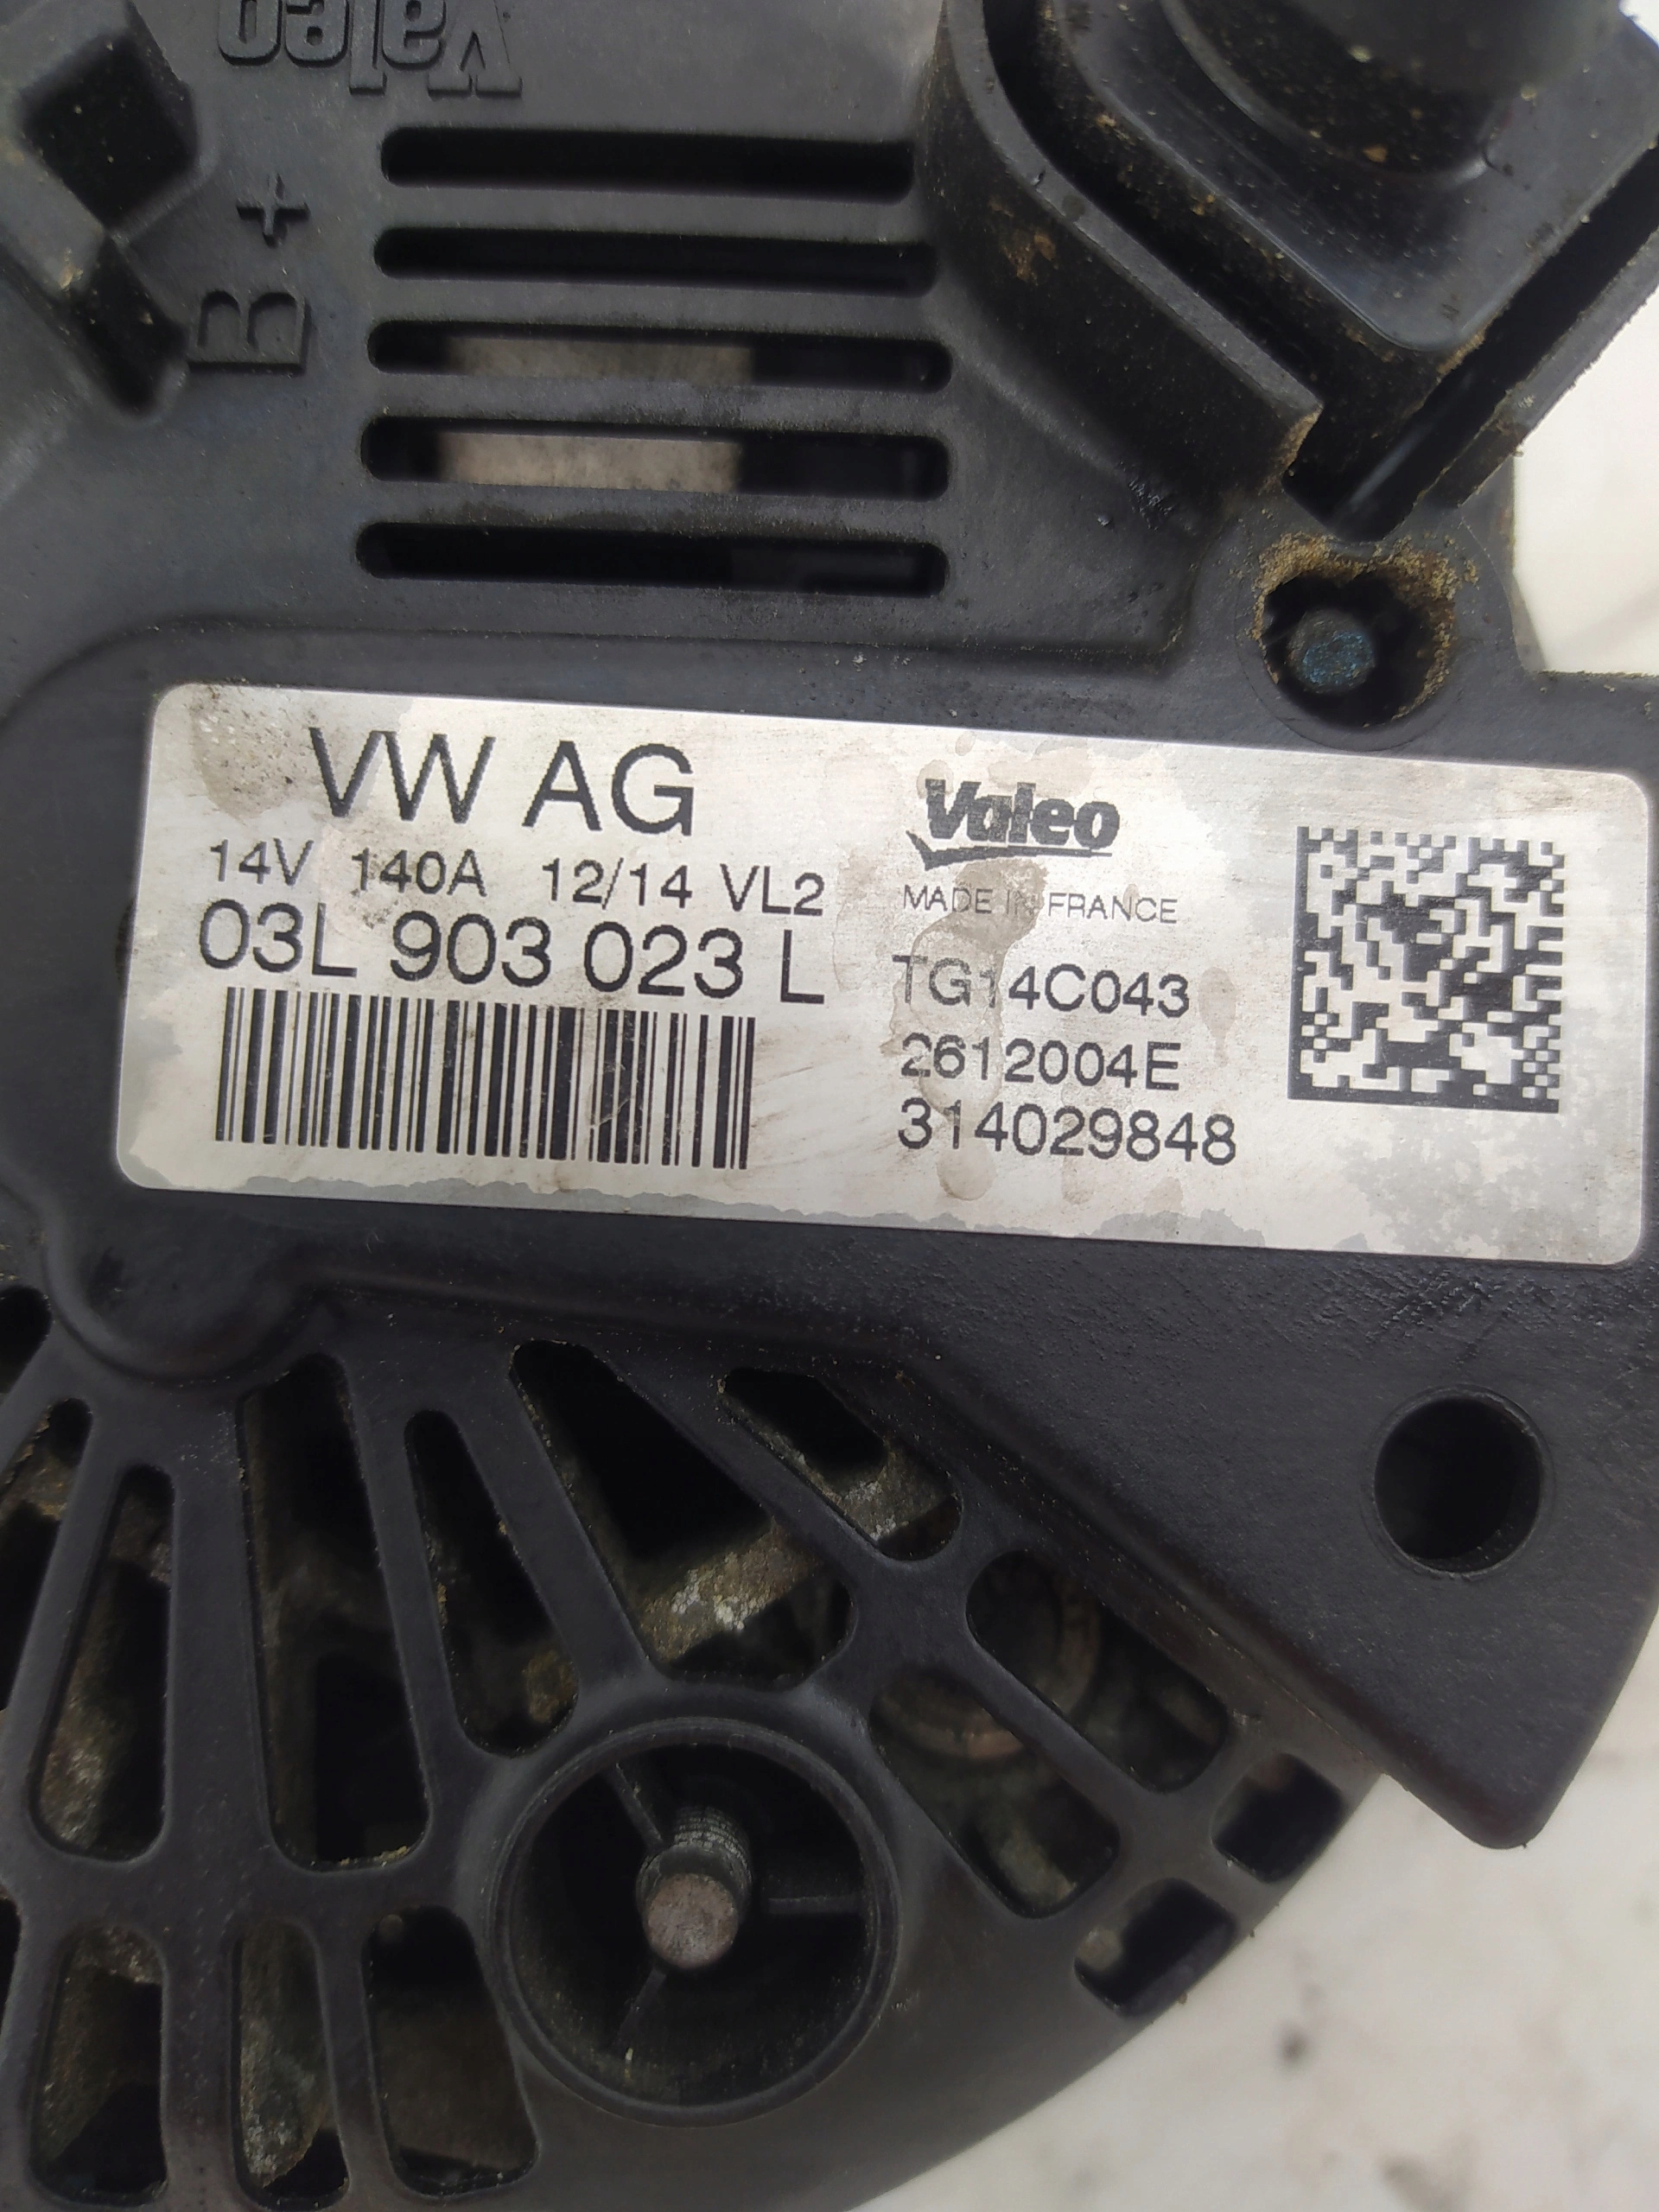 Valeo
B+
VW AG
14V 140A 12/14 VL2
03L 903 023 L
Valeo
MADE IN FRANCE
TG14C043
2612004E
314029848